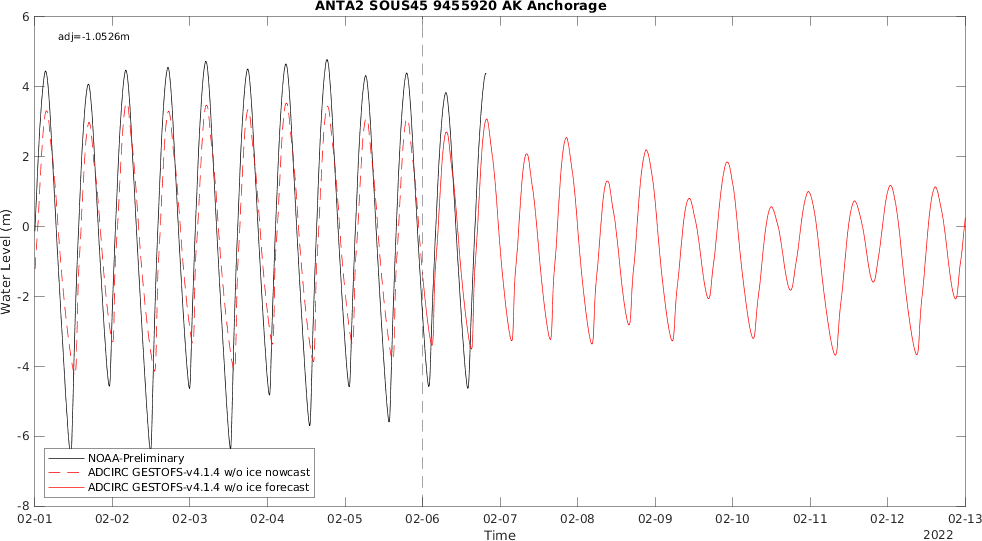 ANTA2 SOUS45 9455920 AK Anchorage
adj=-1.0526m
6
4
2
0
-2
-4
-6
-8
Water Level (m)
NOAA-Preliminary
ADCIRC GESTOFS-v4.1.4 w/o ice nowcast
ADCIRC GESTOFS-v4.1.4 w/o ice forecast
02-01 02-02 02-03 02-04 02-05 02-06 02-07 02-08 02-09 02-10 02-11 02-12 02-13
Time
2022